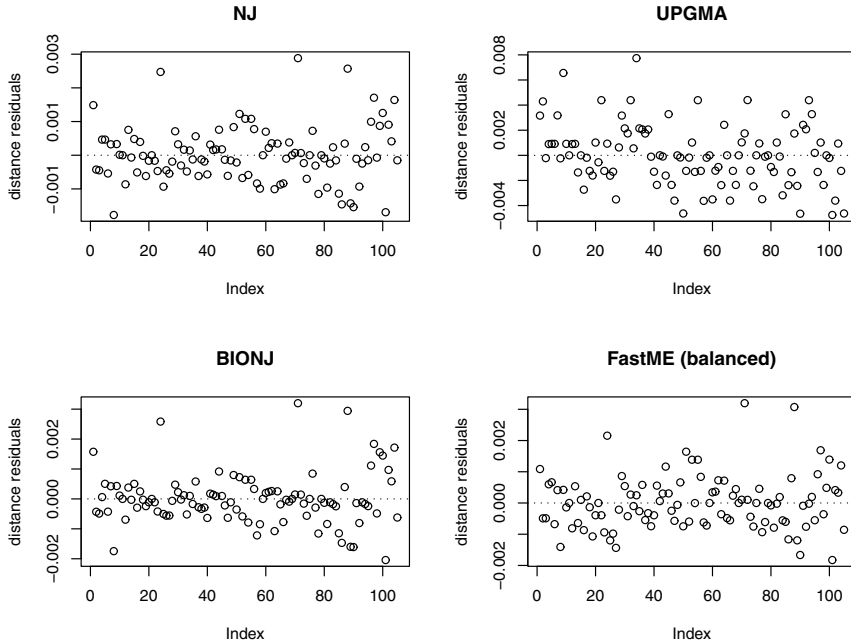 NJ
distance residuals
0.003
0.001
−0.001
0 20 40 60 80 100
Index
UPGMA
distance residuals
0.008
0.002
−0.004
0 20 40 60 80 100
Index
BIONJ
distance residuals
0.002
0.000
−0.002
0 20 40 60 80 100
Index
FastME (balanced)
distance residuals
0.002
0.000
−0.002
0 20 40 60 80 100
Index